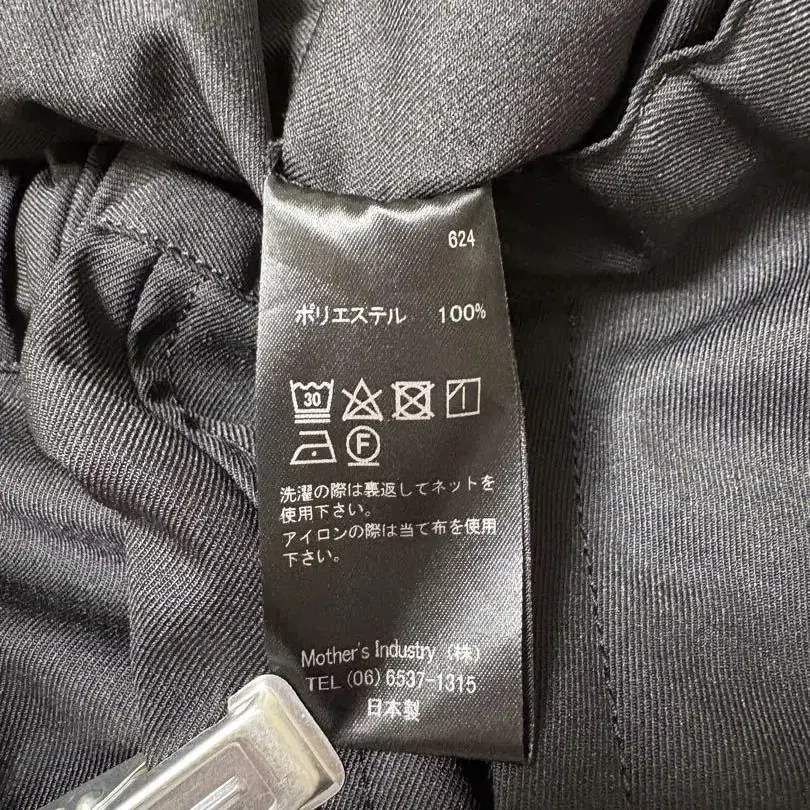 624
ポリエステル 100%
30
F
洗濯の際は裏返してネットを
使用下さい。
アイロンの際は当て布を使用
下さい。
Mother's Industry (株)
TEL (06) 6537-1315
日本製